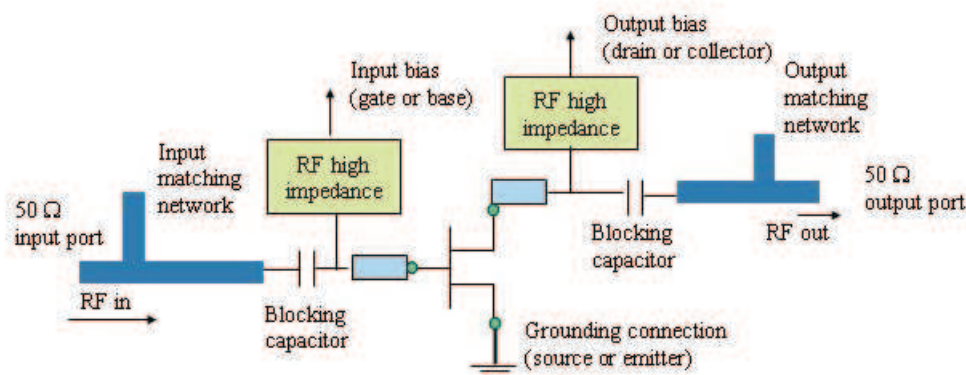 Output bias
(drain or collector)
Input bias
(gate or base)
Output
matching
network
RF high
impedance
Input
matching
network
RF high
impedance
50 Ω
input port
50 Ω
output port
RF out
Blocking
capacitor
RF in
Blocking
capacitor
Grounding connection
(source or emitter)